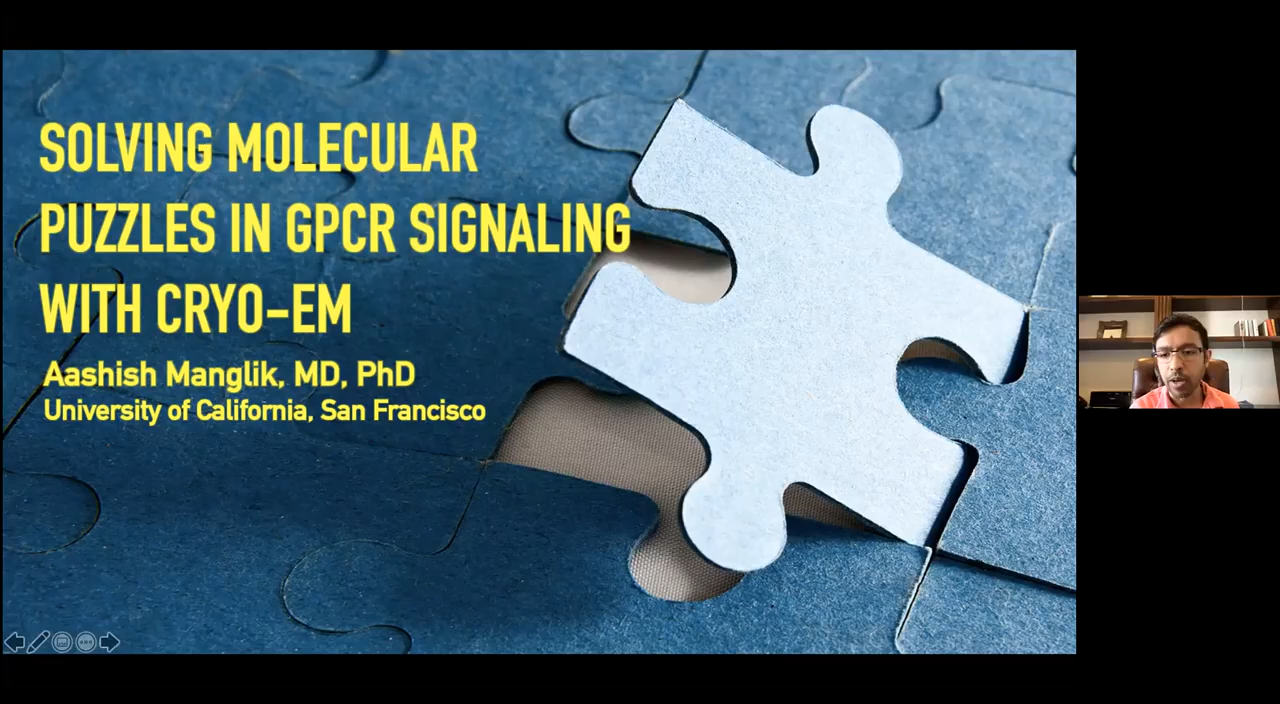 SOLVING MOLECULAR
PUZZLES IN GPCR SIGNALING
WITH CRYO-EM
Aashish Manglik, MD, PhD
University of California, San Francisco